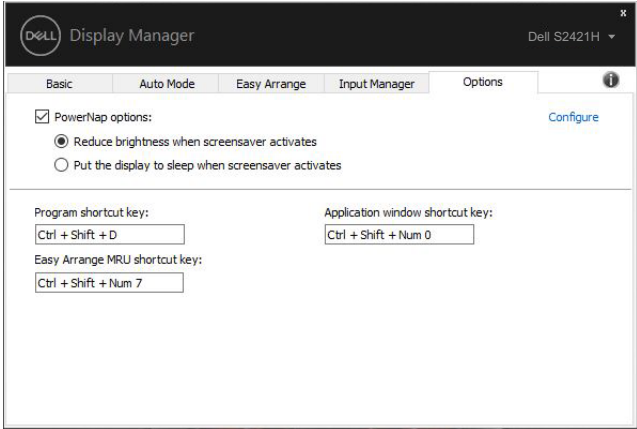 x
DELL
Display Manager
Dell S2421H
Basic
Auto Mode
Easy Arrange
Input Manager
Options
i
PowerNap options:
Configure
Reduce brightness when screensaver activates
Put the display to sleep when screensaver activates
Program shortcut key:
Application window shortcut key:
Ctrl + Shift + D
Ctrl + Shift + Num 0
Easy Arrange MRU shortcut key:
Ctrl + Shift + Num 7